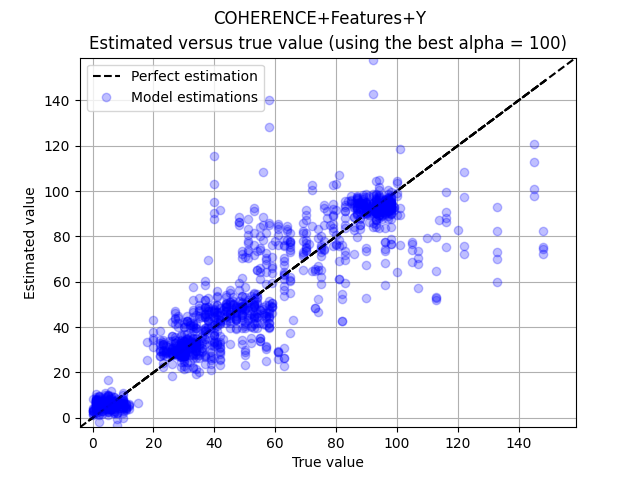 COHERENCE+Features+Y
Estimated versus true value (using the best alpha = 100)
Perfect estimation
Model estimations
140
120
100
80
60
40
20
0
Estimated value
0 20 40 60 80 100 120 140
True value